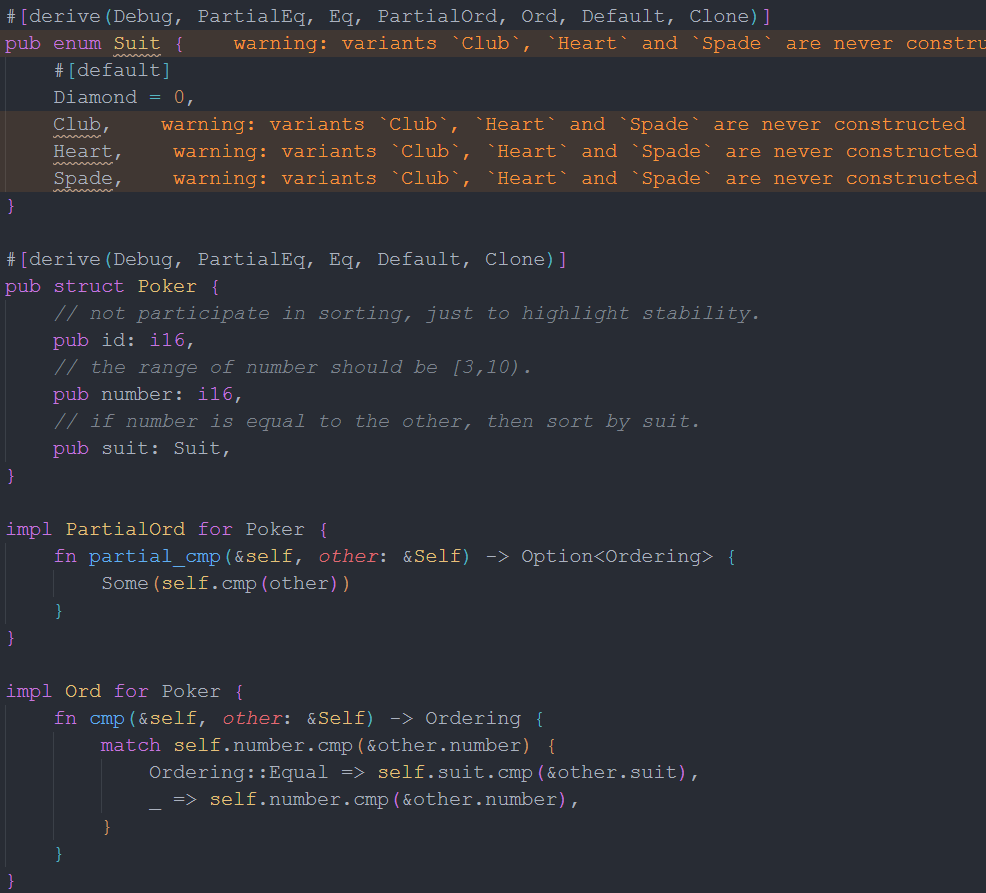 #[derive(Debug, PartialEq, Eq, PartialOrd, Ord, Default, Clone)]
pub enum Suit {    warning: variants `Club`, `Heart` and `Spade` are never constru
    #[default]
    Diamond = 0,
    Club,    warning: variants `Club`, `Heart` and `Spade` are never constructed
    Heart,    warning: variants `Club`, `Heart` and `Spade` are never constructed
    Spade,    warning: variants `Club`, `Heart` and `Spade` are never constructed
}

#[derive(Debug, PartialEq, Eq, Default, Clone)]
pub struct Poker {
    // not participate in sorting, just to highlight stability.
    pub id: i16,
    // the range of number should be [3,10).
    pub number: i16,
    // if number is equal to the other, then sort by suit.
    pub suit: Suit,
}

impl PartialOrd for Poker {
    fn partial_cmp(&self, other: &Self) -> Option<Ordering> {
        Some(self.cmp(other))
    }
}

impl Ord for Poker {
    fn cmp(&self, other: &Self) -> Ordering {
        match self.number.cmp(&other.number) {
            Ordering::Equal => self.suit.cmp(&other.suit),
            _ => self.number.cmp(&other.number),
        }
    }
}